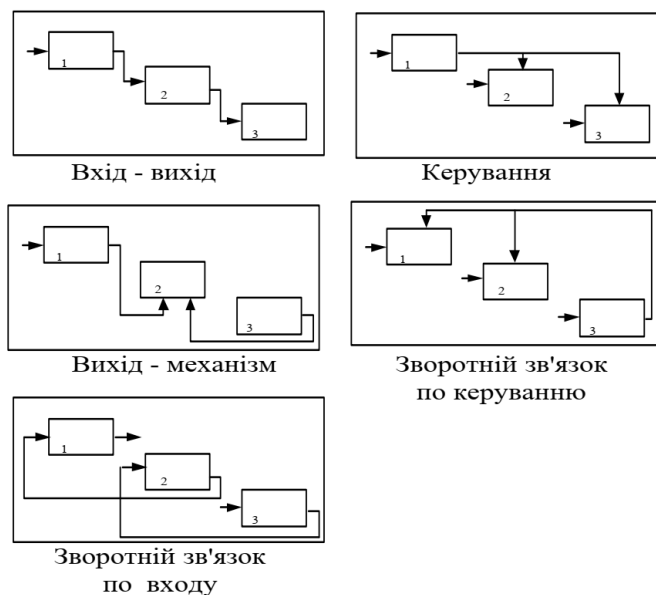 1
2
3
Вхід - вихід
1
2
3
Керування
1
2
3
Вихід - механізм
1
2
3
Зворотній зв'язок
по керуванню
1
2
3
Зворотній зв'язок
по входу